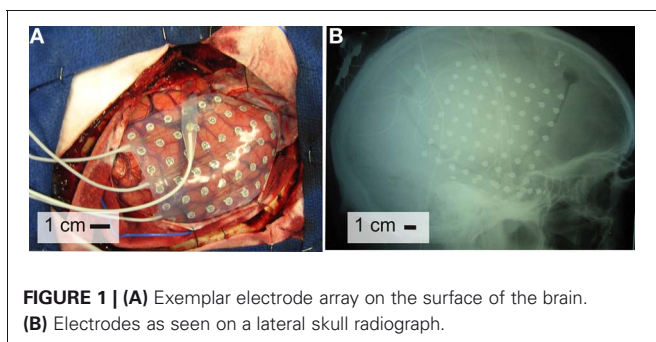 A
B
1 cm
1 cm
FIGURE 1 | (A) Exemplar electrode array on the surface of the brain.
(B) Electrodes as seen on a lateral skull radiograph.